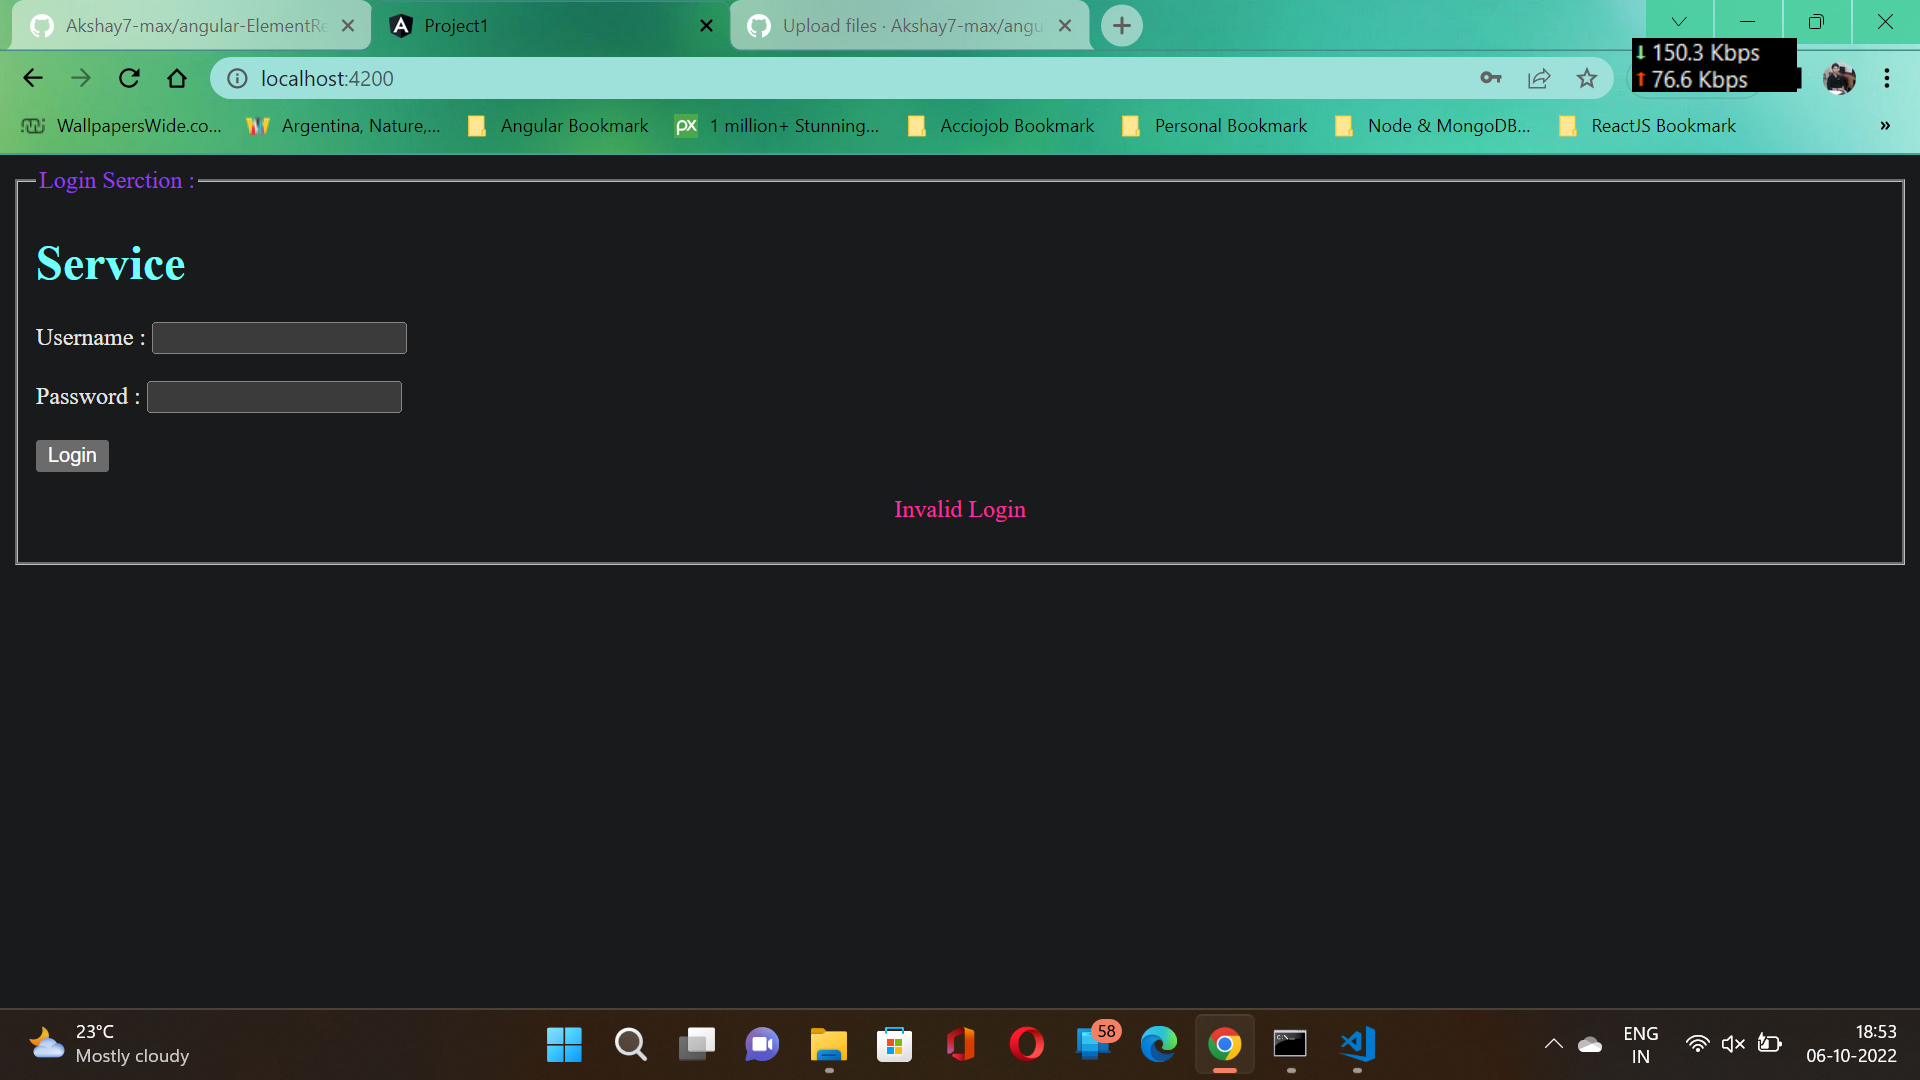 Akshay7-max/angular-ElementRe
Project1
Upload files · Akshay7-max/angu
localhost:4200
150.3 Kbps
76.6 Kbps
WallpapersWide.co...
Argentina, Nature,...
Angular Bookmark
px
1 million+ Stunning...
Acciojob Bookmark
Personal Bookmark
Node & MongoDB...
ReactJS Bookmark
»
Login Serction :
Service
Username :
Password :
Login
Invalid Login
23°C
Mostly cloudy
58
ENG
IN
18:53
06-10-2022